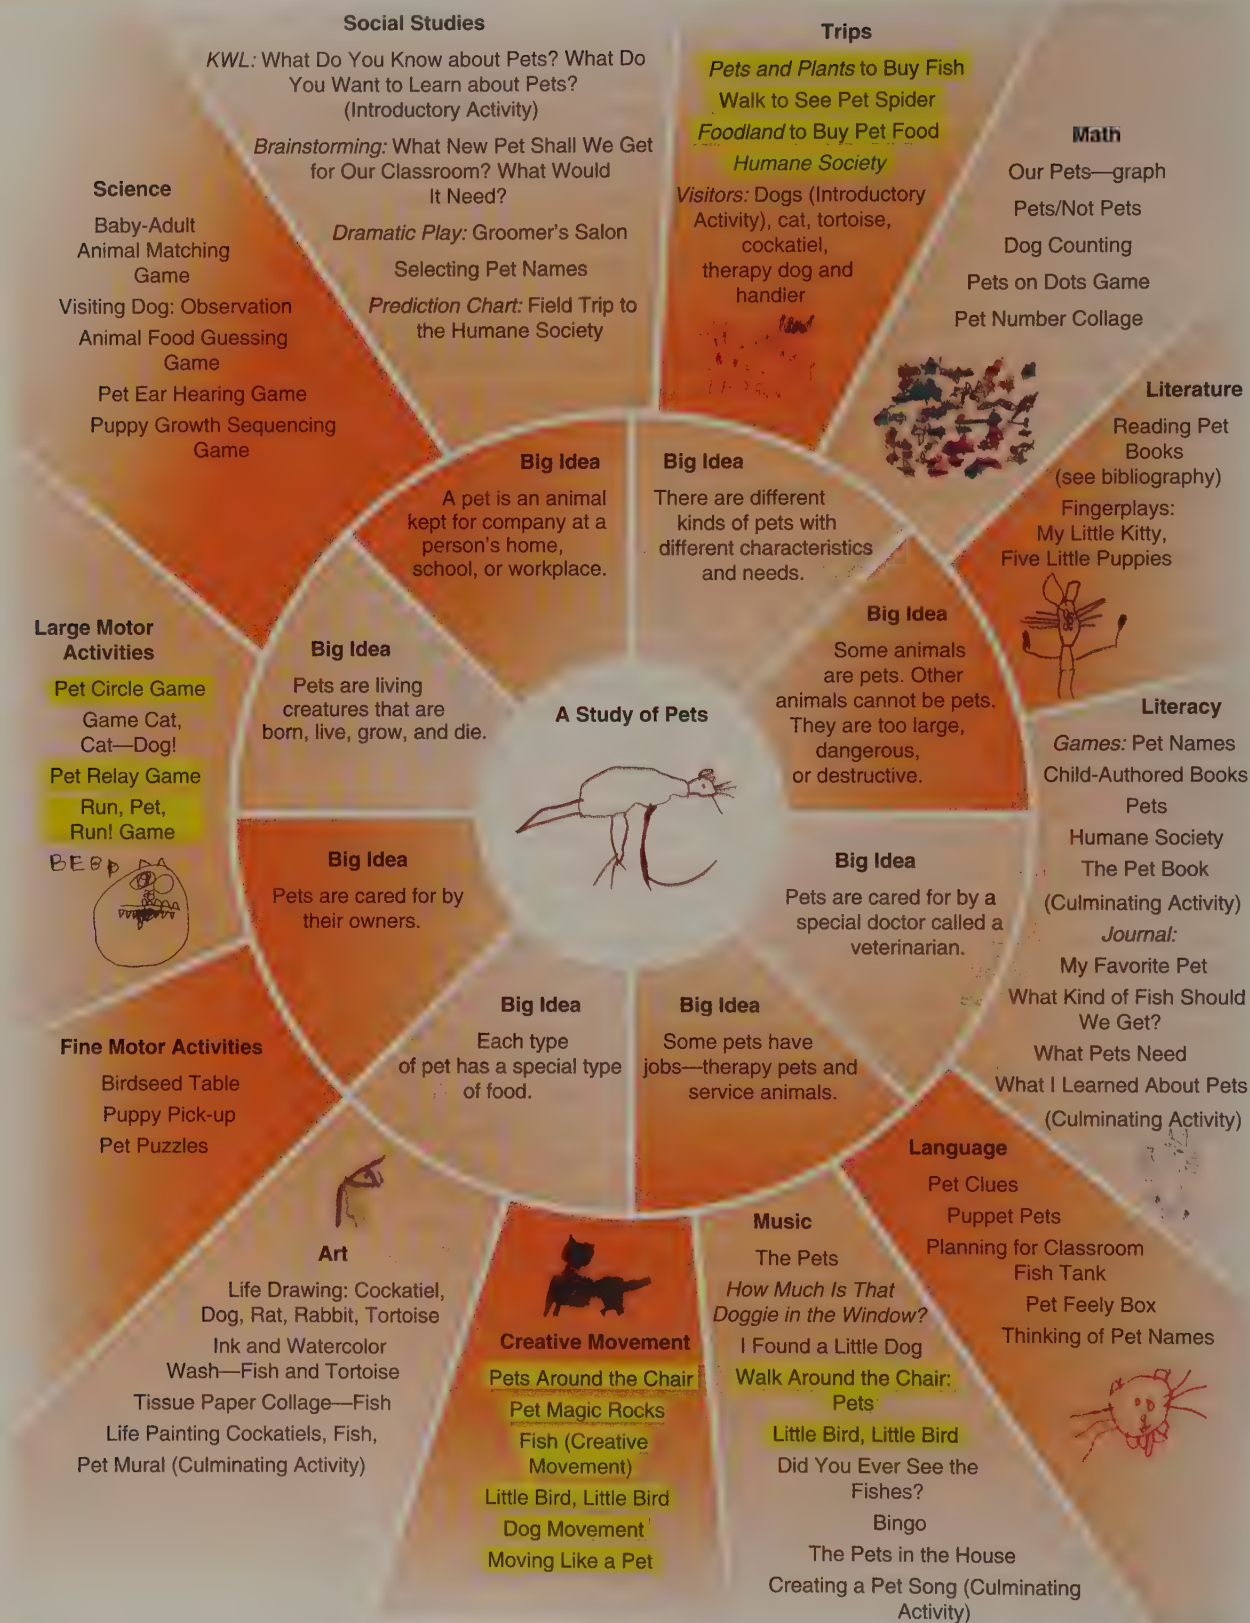 Social Studies
KWL: What Do You Know about Pets? What Do
You Want to Learn about Pets?
(Introductory Activity)
Brainstorming: What New Pet Shall We Get
for Our Classroom? What Would
It Need?
Dramatic Play: Groomer's Salon
Selecting Pet Names
Prediction Chart: Field Trip to
the Humane Society
Trips
Pets and Plants to Buy Fish
Walk to See Pet Spider
Foodland to Buy Pet Food
Humane Society
Visitors: Dogs (Introductory
Activity), cat, tortoise,
cockatiel,
therapy dog and
handier
Math
Our Pets—graph
Pets/Not Pets
Dog Counting
Pets on Dots Game
Pet Number Collage
Science
Baby-Adult
Animal Matching
Game
Visiting Dog: Observation
Animal Food Guessing
Game
Pet Ear Hearing Game
Puppy Growth Sequencing
Game
Literature
Reading Pet
Books
(see bibliography)
Fingerplays:
My Little Kitty,
Five Little Puppies
Big Idea
A pet is an animal
kept for company at a
person's home,
school, or workplace.
Big Idea
There are different
kinds of pets with
different characteristics
and needs.
Big Idea
Some animals
are pets. Other
animals cannot be pets.
They are too large,
dangerous,
or destructive.
Big Idea
Pets are living
creatures that are
born, live, grow, and die.
A Study of Pets
Large Motor
Activities
Pet Circle Game
Game Cat,
Cat—Dog!
Pet Relay Game
Run, Pet,
Run! Game
BEBp
Big Idea
Pets are cared for by
their owners.
Big Idea
Pets are cared for by a
special doctor called a
veterinarian.
Literacy
Games: Pet Names
Child-Authored Books
Pets
Humane Society
The Pet Book
(Culminating Activity)
Journal:
My Favorite Pet
What Kind of Fish Should
We Get?
What Pets Need
What I Learned About Pets
(Culminating Activity)
Big Idea
Each type
of pet has a special type
of food.
Big Idea
Some pets have
jobs—therapy pets and
service animals.
Fine Motor Activities
Birdseed Table
Puppy Pick-up
Pet Puzzles
Language
Pet Clues
Puppet Pets
Planning for Classroom
Fish Tank
Pet Feely Box
Thinking of Pet Names
Art
Life Drawing: Cockatiel,
Dog, Rat, Rabbit, Tortoise
Ink and Watercolor
Wash—Fish and Tortoise
Tissue Paper Collage—Fish
Life Painting Cockatiels, Fish,
Pet Mural (Culminating Activity)
Creative Movement
Pets Around the Chair
Pet Magic Rocks
Fish (Creative
Movement)
Little Bird, Little Bird
Dog Movement
Moving Like a Pet
Music
The Pets
How Much Is That
Doggie in the Window?
I Found a Little Dog
Walk Around the Chair:
Pets
Little Bird, Little Bird
Did You Ever See the
Fishes?
Bingo
The Pets in the House
Creating a Pet Song (Culminating
Activity)